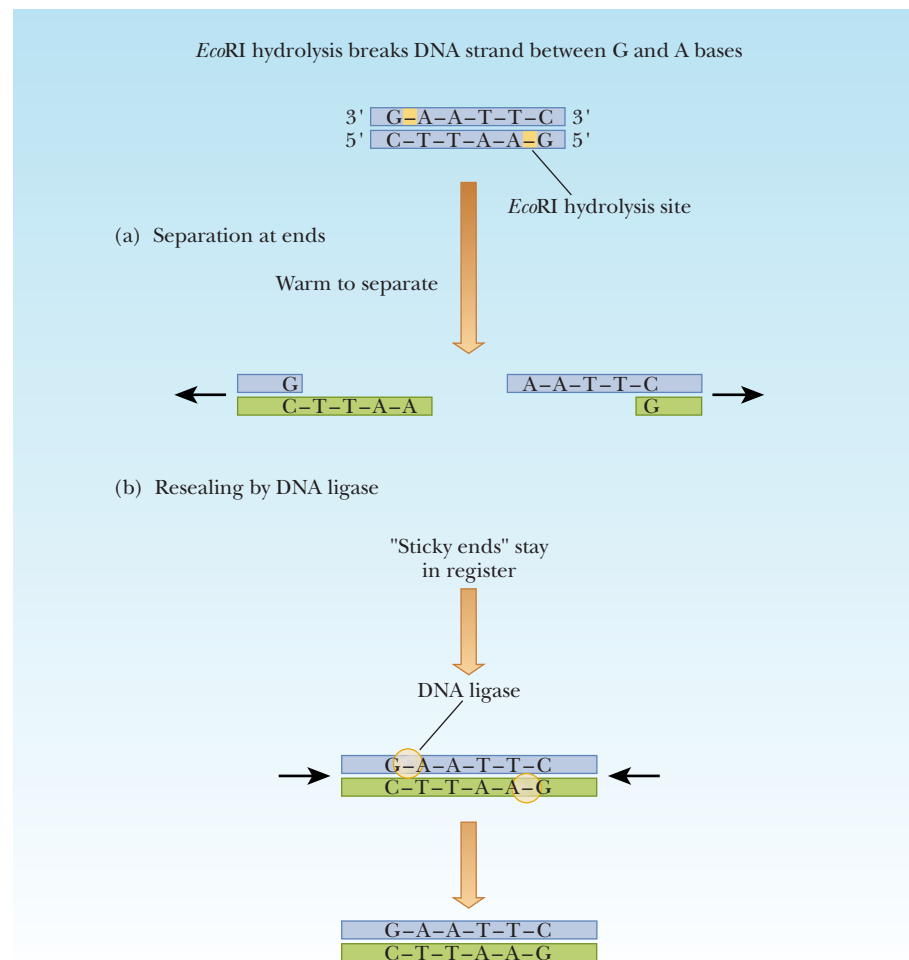 EcoRI hydrolysis breaks DNA strand between G and A bases
3' G–A–A–T–T–C 3'
5' C–T–T–A–A–G 5'
EcoRI hydrolysis site
(a) Separation at ends
Warm to separate
G A–A–T–T–C
C–T–T–A–A G
(b) Resealing by DNA ligase
"Sticky ends" stay
in register
DNA ligase
G–A–A–T–T–C
C–T–T–A–A–G
G–A–A–T–T–C
C–T–T–A–A–G